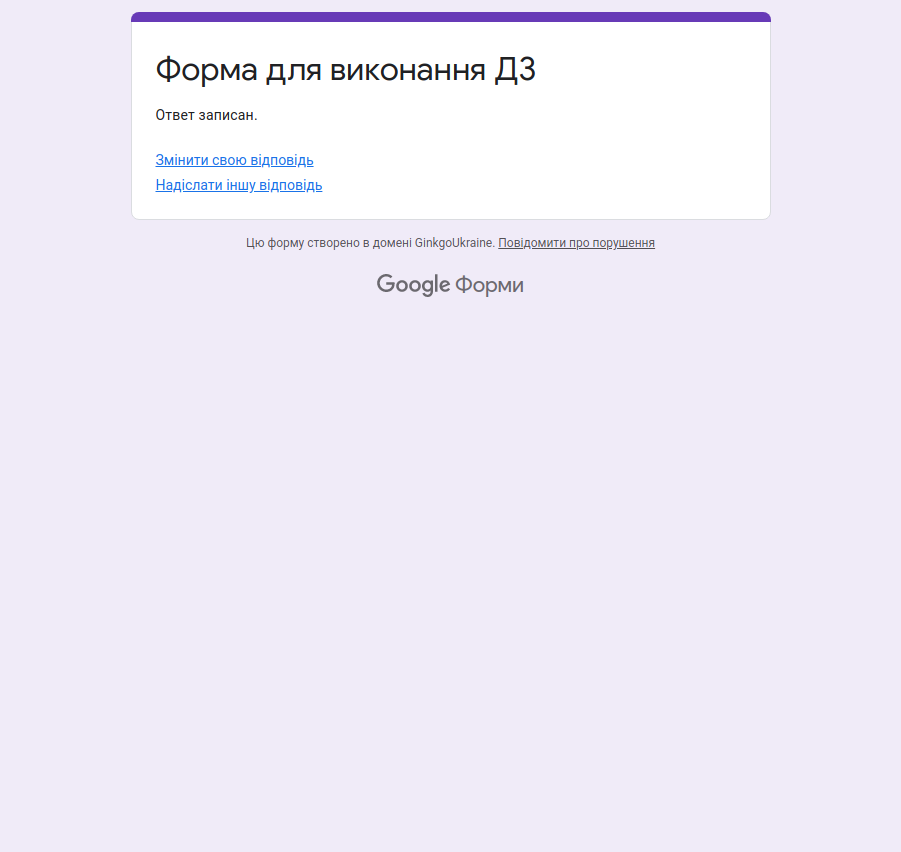 Форма для виконання ДЗ
Ответ записан.
Змінити свою відповідь
Надіслати іншу відповідь
Цю форму створено в домені GinkgoUkraine. Повідомити про порушення
Google Форми